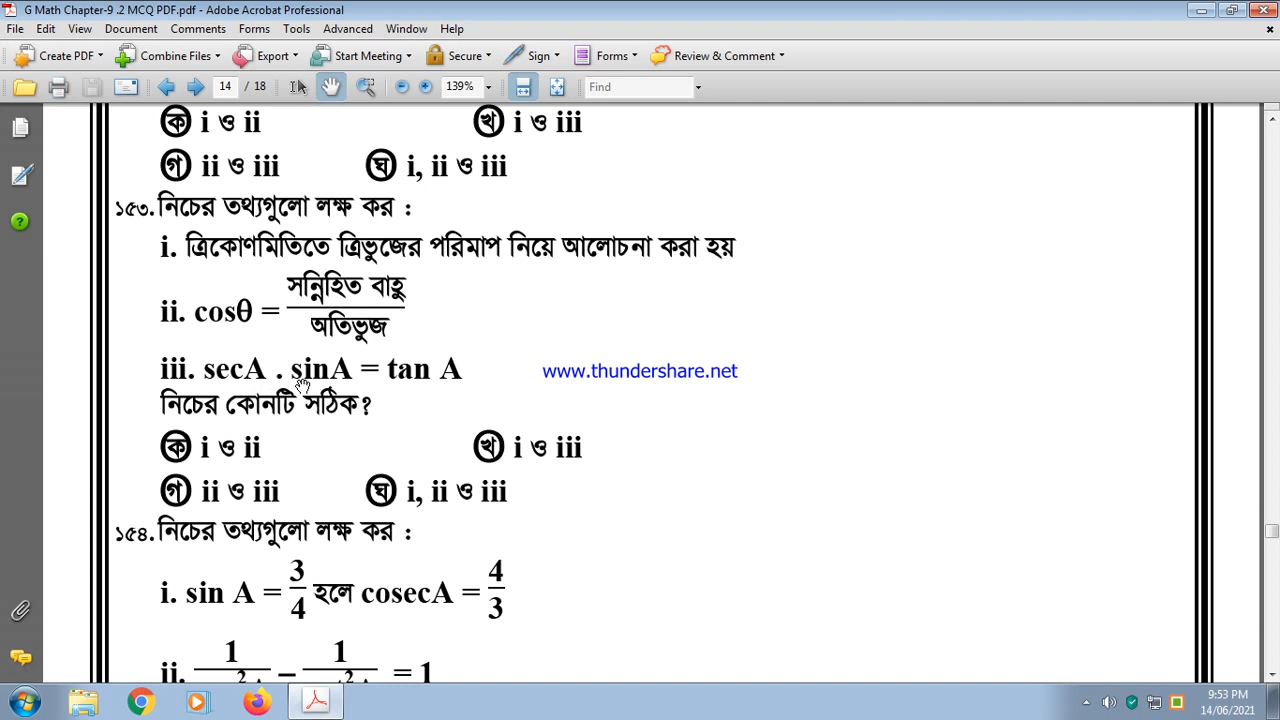 G Math Chapter-9 .2 MCQ PDF.pdf - Adobe Acrobat Professional
File Edit View Document Comments Forms Tools Advanced Window Help
Create PDF Combine Files Export Start Meeting Secure Sign Forms Review & Comment
14 / 18 139% Find
ক i ও ii খ i ও iii
গ ii ও iii ঘ i, ii ও iii
১৫৩. নিচের তথ্যগুলো লক্ষ কর :
i. ত্রিকোণমিতিতে ত্রিভুজের পরিমাপ নিয়ে আলোচনা করা হয়
ii. cosθ = সন্নিহিত বাহু / অতিভুজ
iii. secA . sinA = tan A www.thundershare.net
নিচের কোনটি সঠিক?
ক i ও ii খ i ও iii
গ ii ও iii ঘ i, ii ও iii
১৫৪. নিচের তথ্যগুলো লক্ষ কর :
i. sin A = 3/4 হলে cosecA = 4/3
ii. 1 – 1 = 1
9:53 PM
14/06/2021